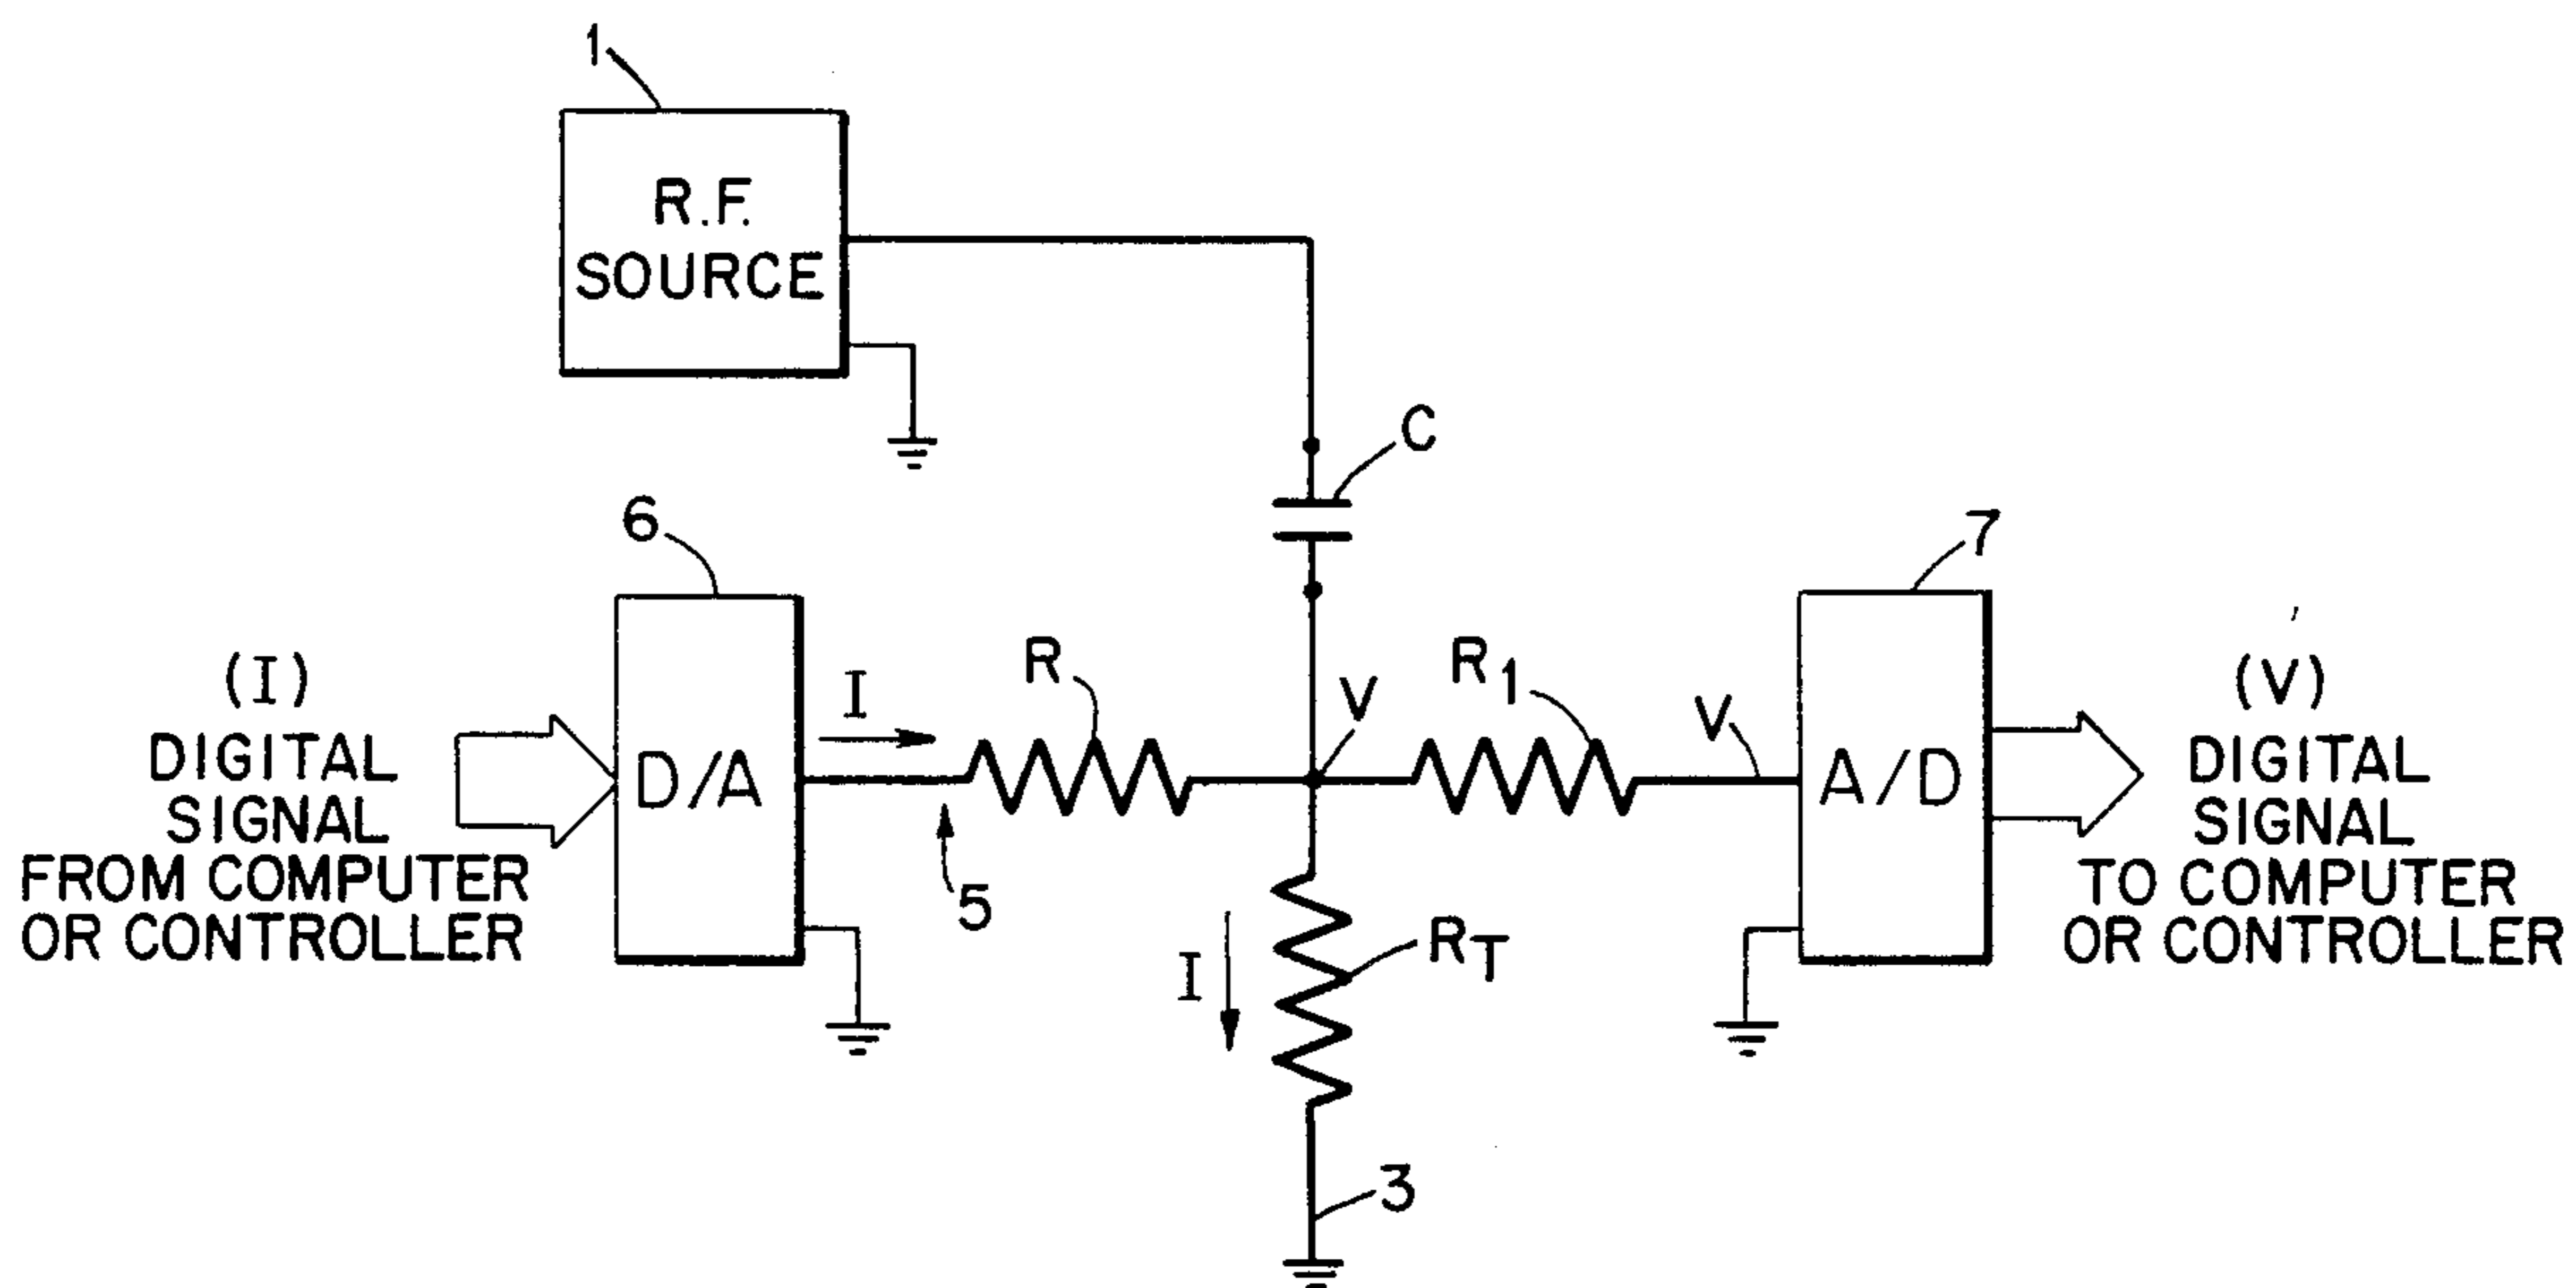 1
R.F.
SOURCE
C
6
7
(I)
DIGITAL
SIGNAL
FROM COMPUTER
OR CONTROLLER
D/A
I
R
V
R1
V
A/D
(V)
DIGITAL
SIGNAL
TO COMPUTER
OR CONTROLLER
5
I
RT
3